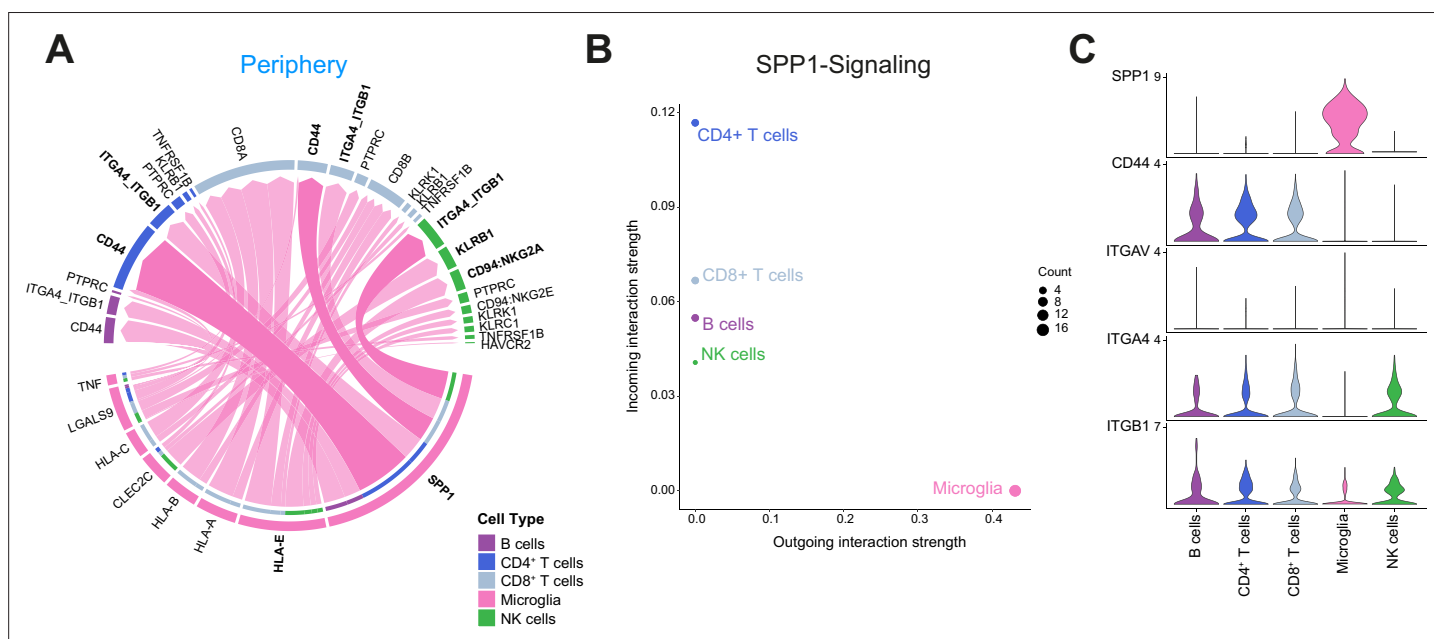 A
Periphery
TNFRSF1B
KLRB1
PTPRC
ITGA4_ITGB1
CD44
PTPRC
ITGA4_ITGB1
CD44
CD8A
CD44
ITGA4_ITGB1
PTPRC
CD8B
KLRK1
KLRB1
TNFRSF1B
ITGA4_ITGB1
KLRB1
CD94:NKG2A
PTPRC
CD94:NKG2E
KLRK1
KLRC1
TNFRSF1B
HAVCR2
TNF
LGALS9
HLA-C
CLEC2C
HLA-B
HLA-A
HLA-E
SPP1
Cell Type
B cells
CD4⁺ T cells
CD8⁺ T cells
Microglia
NK cells
B
SPP1-Signaling
Incoming interaction strength
0.12
0.09
0.06
0.03
0.00
CD4+ T cells
CD8+ T cells
B cells
NK cells
Microglia
0.0 0.1 0.2 0.3 0.4
Outgoing interaction strength
Count
4
8
12
16
C
SPP1 9
CD44 4
ITGAV 4
ITGA4 4
ITGB1 7
B cells
CD4⁺ T cells
CD8⁺ T cells
Microglia
NK cells